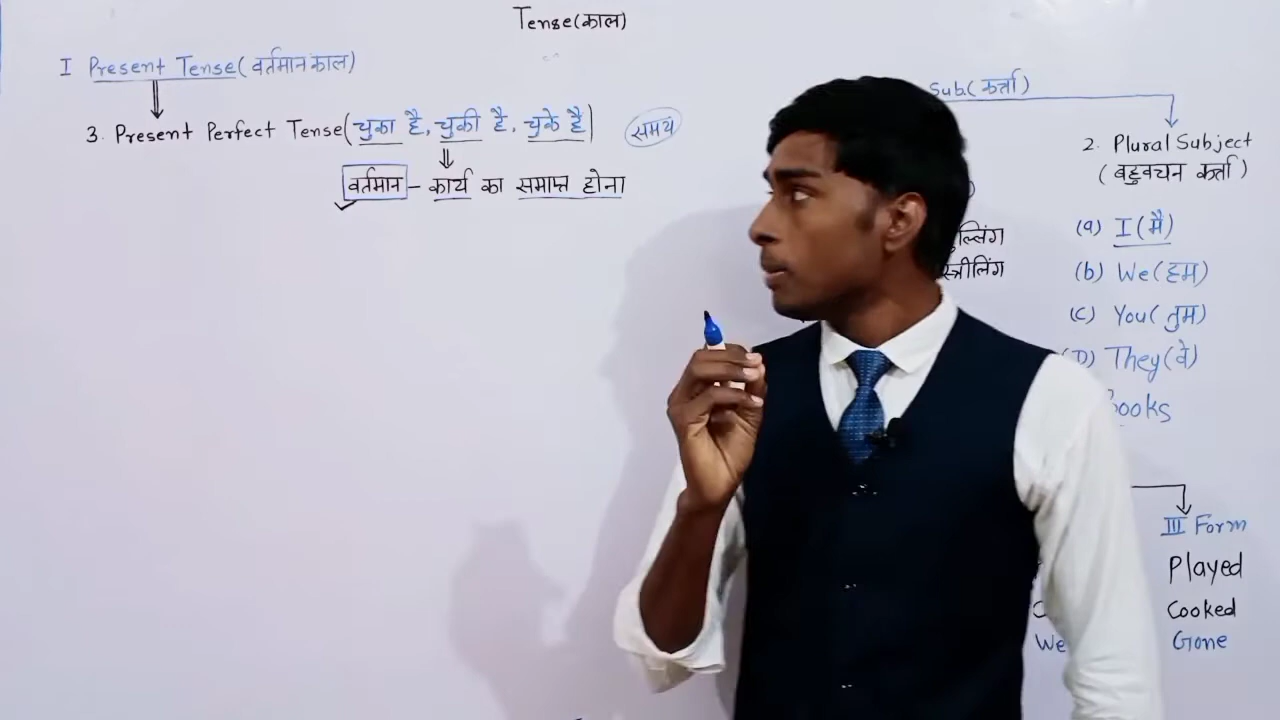 Tense(काल)
I Present Tense(वर्तमान काल)
3. Present Perfect Tense(चुका है, चुकी है, चुके है) समय
वर्तमान - कार्य का समाप्त होना
Sub.(कर्त्ता)
2. Plural Subject
(बहुवचन कर्त्ता)
(a) I(मै)
(b) We(हम)
(c) You(तुम)
(D) They(वे)
Books
स्त्रीलिंग
III Form
Played
Cooked
We
Gone